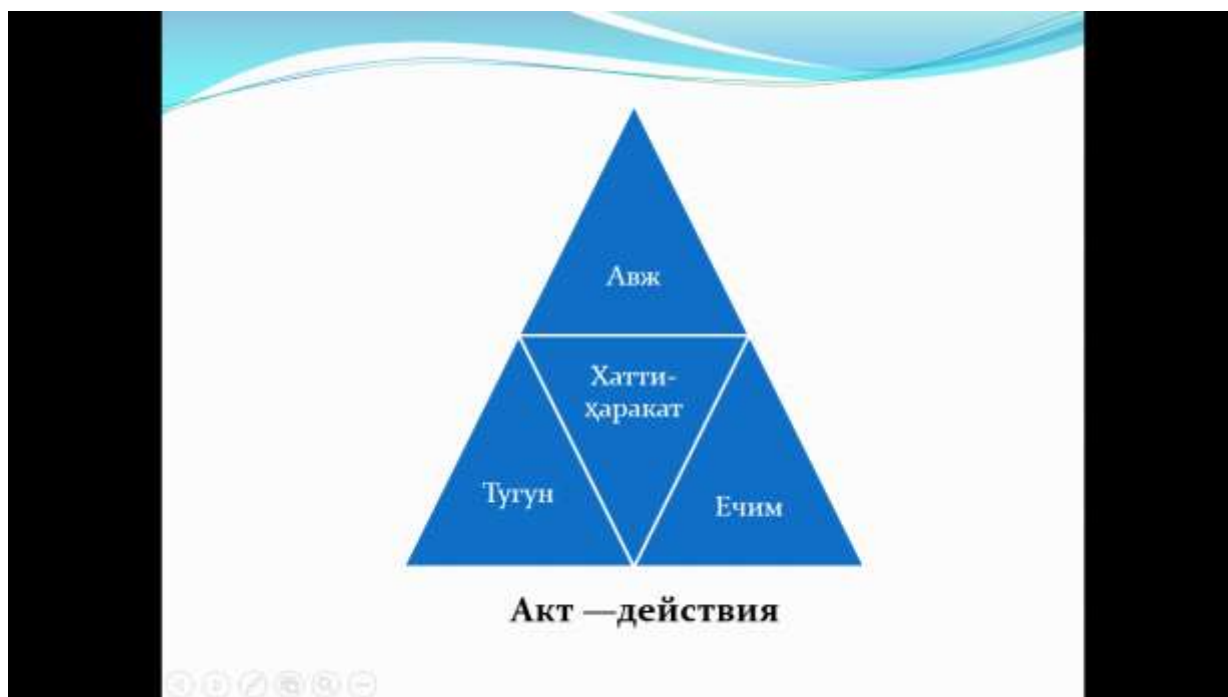 Авж
Хатти-
ҳаракат
Тугун
Ечим
Акт —действия